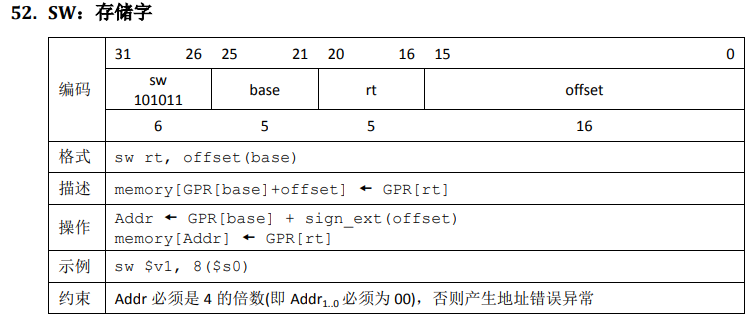 52. SW：存储字
31 26 25 21 20 16 15 0
编码
sw
101011
base
rt
offset
6 5 5 16
格式 sw rt, offset(base)
描述 memory[GPR[base]+offset] ← GPR[rt]
操作
Addr ← GPR[base] + sign_ext(offset)
memory[Addr] ← GPR[rt]
示例 sw $v1, 8($s0)
约束 Addr 必须是 4 的倍数(即 Addr1..0 必须为 00)，否则产生地址错误异常